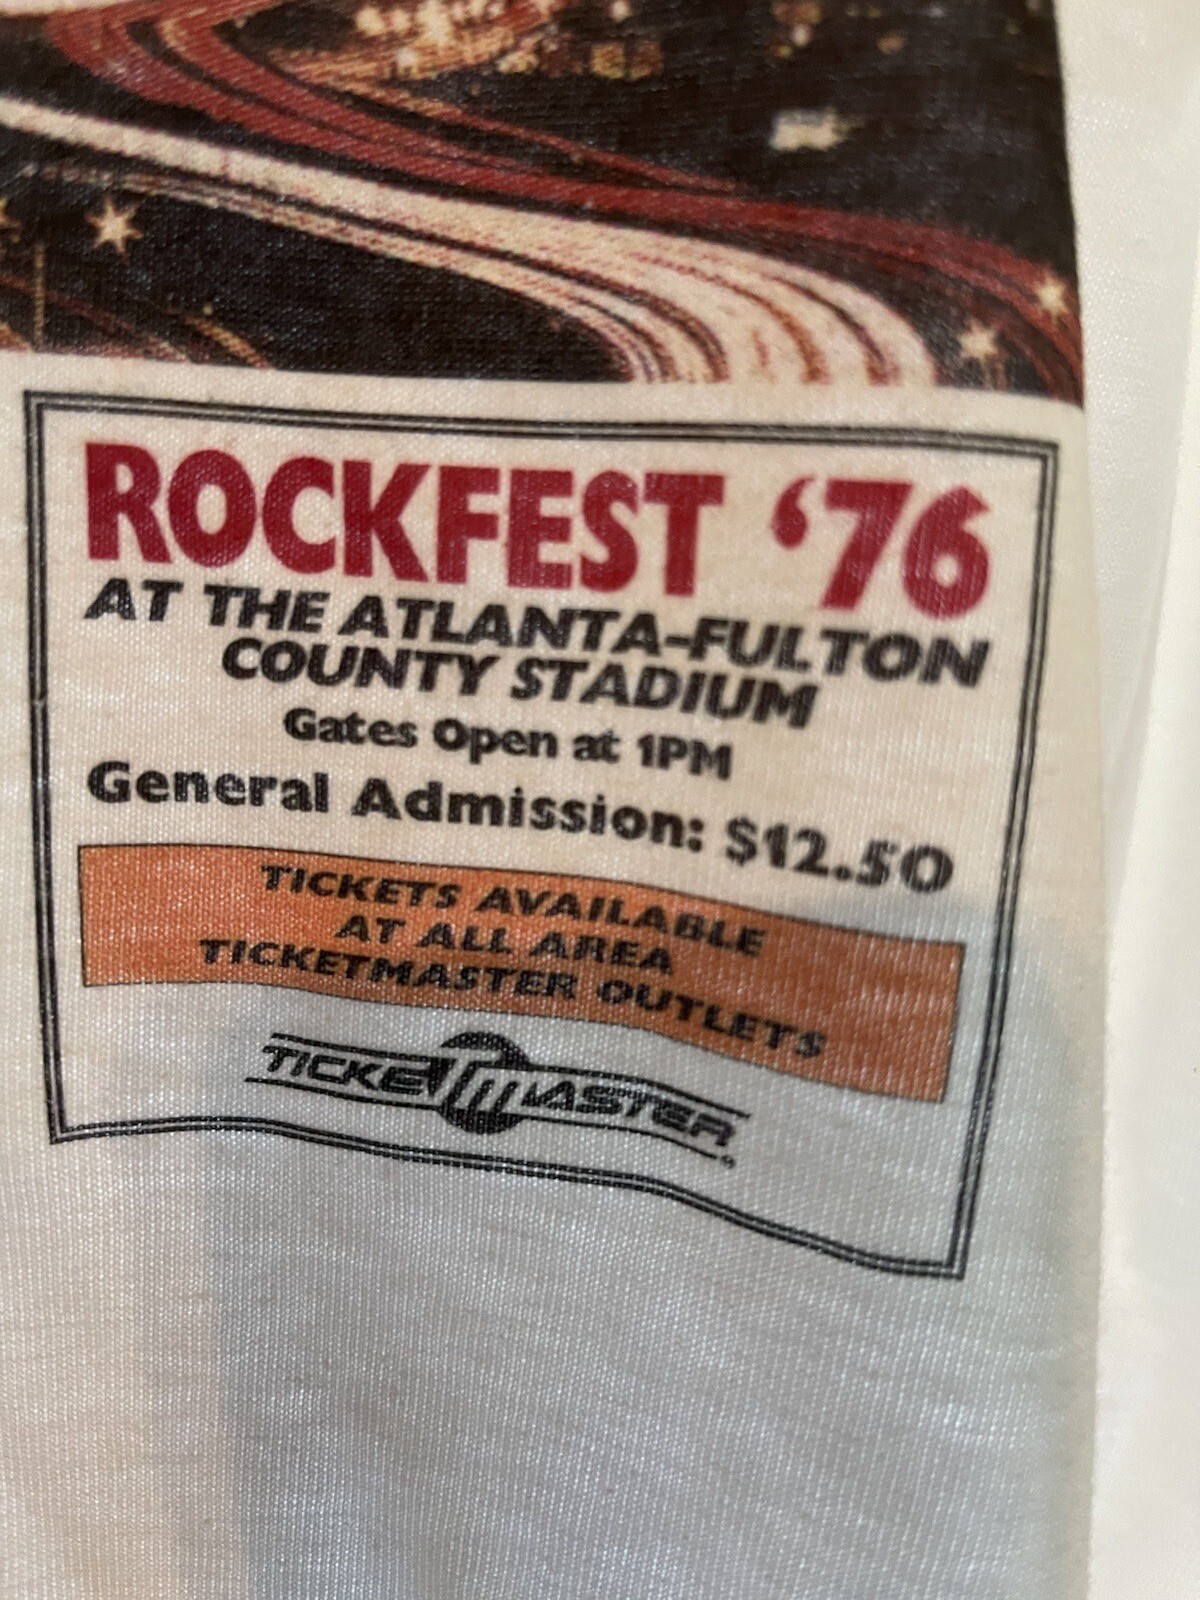 ROCKFEST ‘76
AT THE ATLANTA-FULTON
COUNTY STADIUM
Gates Open at 1PM
General Admission: $12.50
TICKETS AVAILABLE
AT ALL AREA
TICKETMASTER OUTLETS
TICKETMASTER®